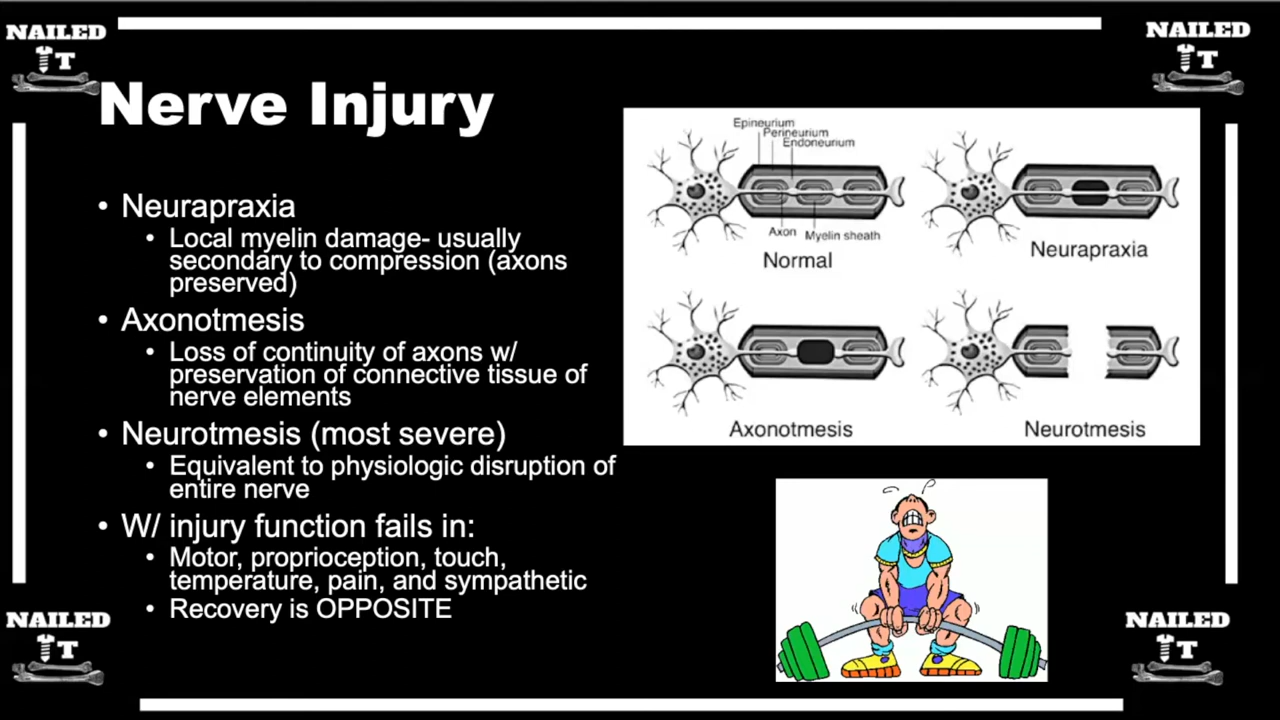 NAILED
IT
NAILED
IT
Nerve Injury
• Neurapraxia
• Local myelin damage- usually
secondary to compression (axons
preserved)
• Axonotmesis
• Loss of continuity of axons w/
preservation of connective tissue of
nerve elements
• Neurotmesis (most severe)
• Equivalent to physiologic disruption of
entire nerve
• W/ injury function fails in:
• Motor, proprioception, touch,
temperature, pain, and sympathetic
• Recovery is OPPOSITE
Epineurium
Perineurium
Endoneurium
Axon
Myelin sheath
Normal
Neurapraxia
Axonotmesis
Neurotmesis
NAILED
IT
NAILED
IT